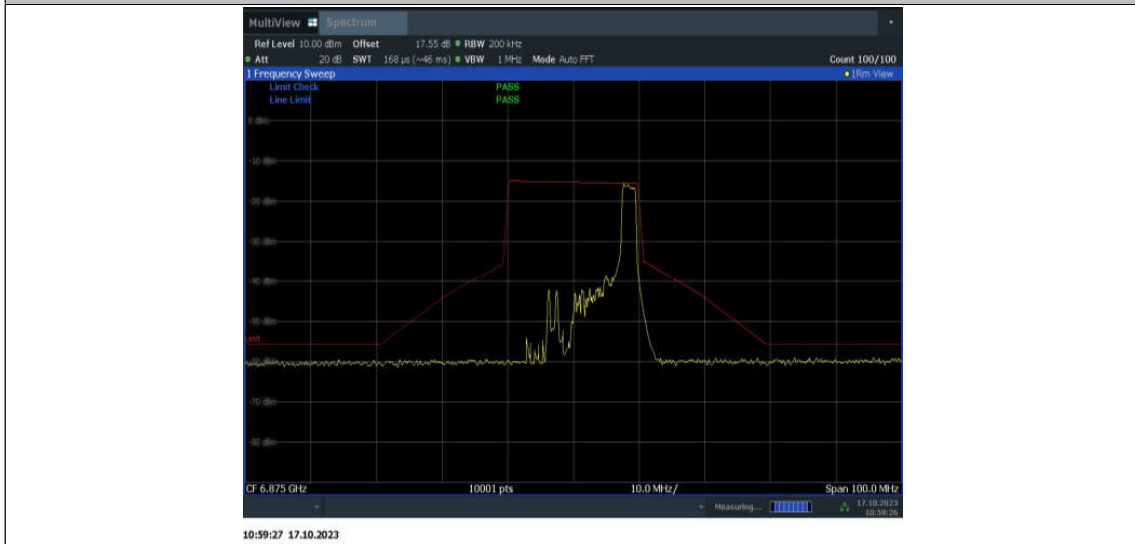 MultiView Spectrum
Ref Level 10.00 dBm Offset 17.55 dB RBW 200 kHz
Att 20 dB SWT 168 µs (~46 ms) VBW 1 MHz Mode Auto FFT Count 100/100
1 Frequency Sweep 1Rm View
Limit Check PASS
Line Limit PASS
0 dBm
-10 dBm
-20 dBm
-30 dBm
-40 dBm
-50 dBm
-60 dBm
-70 dBm
-80 dBm
CF 6.875 GHz 10001 pts 10.0 MHz/ Span 100.0 MHz
Measuring... 17.10.2023
10:59:26
10:59:27 17.10.2023